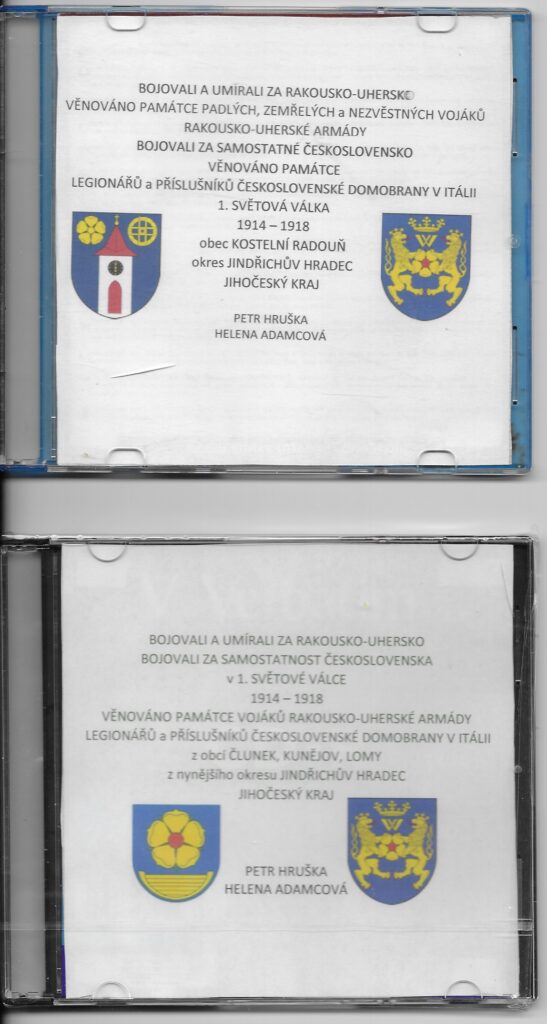 BOJOVALI A UMÍRALI ZA RAKOUSKO-UHERSKO
VĚNOVÁNO PAMÁTCE PADLÝCH, ZEMŘELÝCH a NEZVĚSTNÝCH VOJÁKŮ
RAKOUSKO-UHERSKÉ ARMÁDY
BOJOVALI ZA SAMOSTATNÉ ČESKOSLOVENSKO
VĚNOVÁNO PAMÁTCE
LEGIONÁŘŮ a PŘÍSLUŠNÍKŮ ČESKOSLOVENSKÉ DOMOBRANY V ITÁLII
1. SVĚTOVÁ VÁLKA
1914 – 1918
obec KOSTELNÍ RADOUŇ
okres JINDŘICHŮV HRADEC
JIHOČESKÝ KRAJ
W
PETR HRUŠKA
HELENA ADAMCOVÁ
BOJOVALI A UMÍRALI ZA RAKOUSKO-UHERSKO
BOJOVALI ZA SAMOSTATNOST ČESKOSLOVENSKA
v 1. SVĚTOVÉ VÁLCE
1914 – 1918
VĚNOVÁNO PAMÁTCE VOJÁKŮ RAKOUSKO-UHERSKÉ ARMÁDY
LEGIONÁŘŮ a PŘÍSLUŠNÍKŮ ČESKOSLOVENSKÉ DOMOBRANY V ITÁLII
z obcí ČLUNEK, KUNĚJOV, LOMY
z nynějšího okresu JINDŘICHŮV HRADEC
JIHOČESKÝ KRAJ
W
PETR HRUŠKA
HELENA ADAMCOVÁ